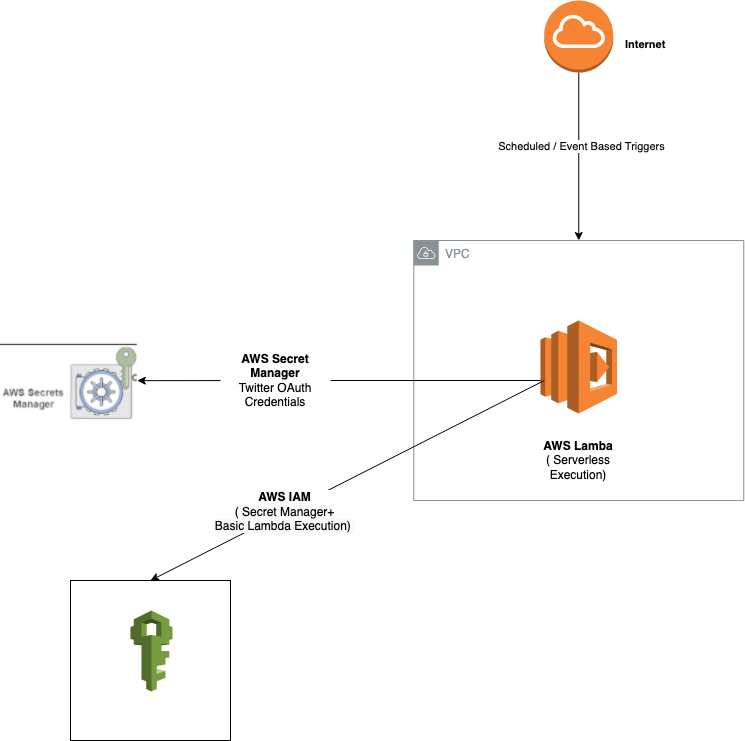 Internet
Scheduled / Event Based Triggers
VPC
AWS Secret
Manager
Twitter OAuth
Credentials
AWS Secrets
Manager
AWS Lamba
( Serverless
Execution)
AWS IAM
( Secret Manager+
Basic Lambda Execution)